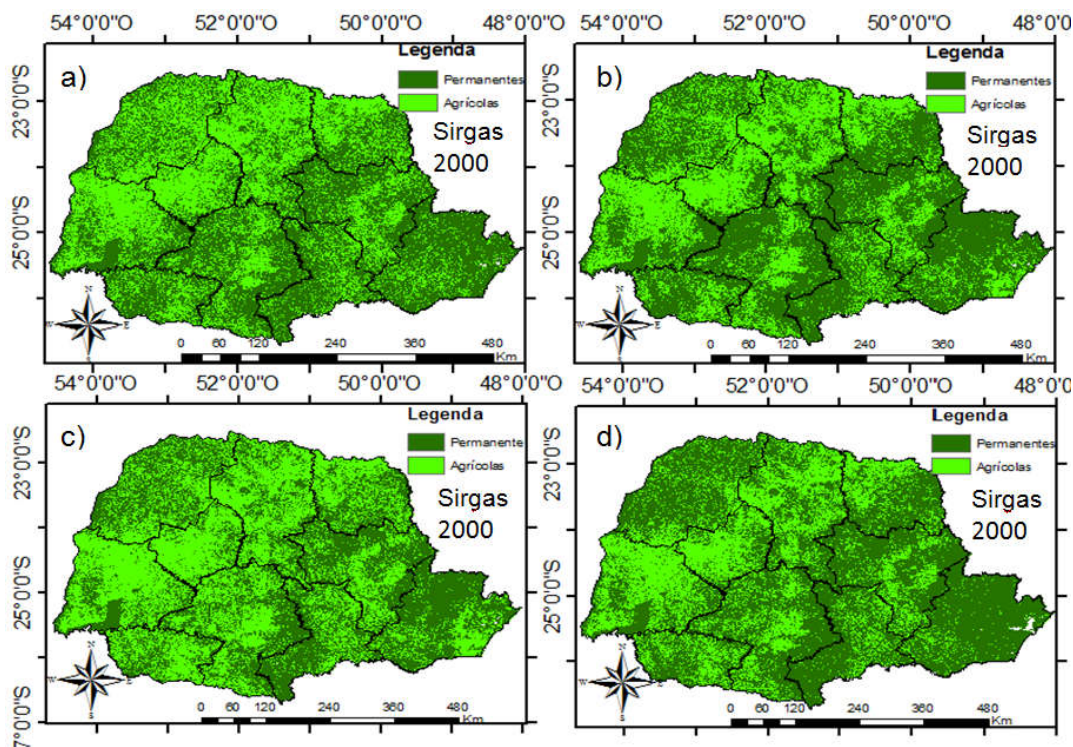 54°0'0"O 52°0'0"O 50°0'0"O 48°0'0"O
a)
Legenda
Permanentes
Agrícolas
Sirgas
2000
23°0'0"S
25°0'0"S
N
W E
S
0 60 120 240 360 480
Km
54°0'0"O 52°0'0"O 50°0'0"O 48°0'0"O
b)
Legenda
Permanentes
Agrícolas
Sirgas
2000
23°0'0"S
25°0'0"S
N
W E
S
0 60 120 240 360 480
Km
54°0'0"O 52°0'0"O 50°0'0"O 48°0'0"O
c)
Legenda
Permanente
Agrícolas
Sirgas
2000
23°0'0"S
25°0'0"S
7°0'0"S
N
W E
S
0 60 120 240 360 480
Km
54°0'0"O 52°0'0"O 50°0'0"O 48°0'0"O
d)
Legenda
Permanentes
Agrícolas
Sirgas
2000
23°0'0"S
25°0'0"S
N
W E
S
0 60 120 240 360 480
Km